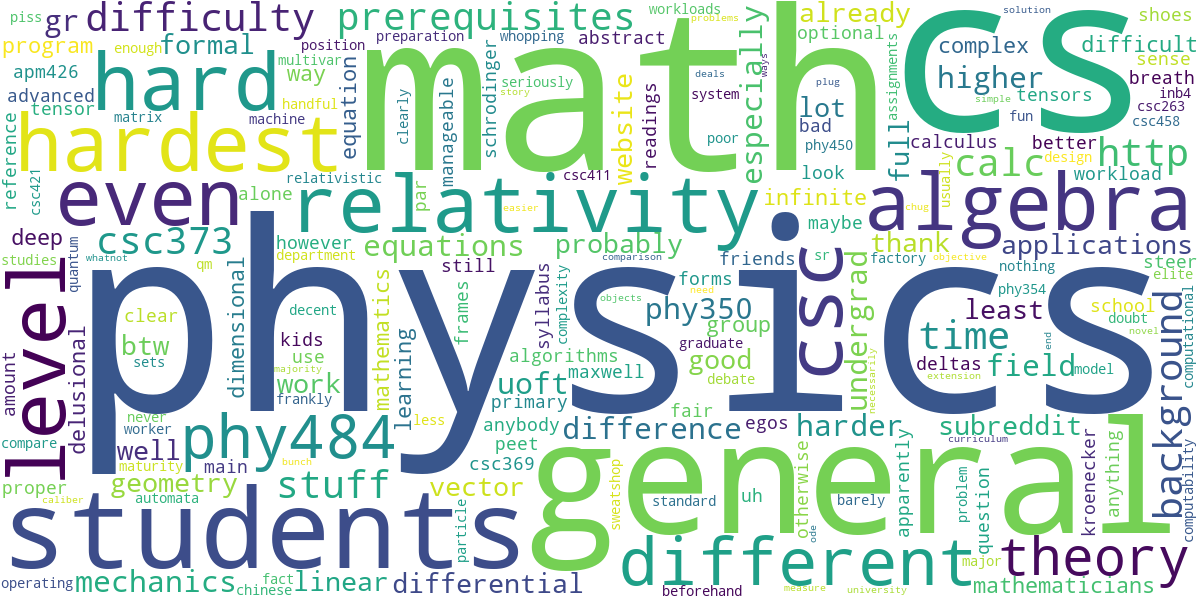 piss
gr
difficulty
prerequisites
workloads
problems
solution
already
shoes
program
enough
formal
position
preparation
whopping
abstract
optional
complex
difficult
apm426
hard
multivar
way
math
cs
sense
advanced
handful
equation
clearly
seriously
story
deals
ways
plug
assignments
higher
breath
tensor
matrix
machine
manageable
schrodinger
website
readings
especially
system
lot
simple
tensors
inb4
csc263
reference
hardest
poor
bad
phy450
full
fun
csc458
csc421
even
alone
relativistic
par
csc411
look
calculus
better
usually
design
http
calc
workload
relativity
easier
infinite
algebra
chug
deep
csc373
however
equations
probably
friends
maybe
thank
applications
studies
quantum
whatnot
department
still
comparison
sr
factory
objective
steer
level
qm
dimensional
physics
forms
need
csc
nothing
phy354
elite
clear
decent
mathematics
frames
syllabus
complexity
objects
phy350
least
school
background
computational
amount
delusional
btw
kids
learning
group
graduate
undergrad
time
doubt
novel
sets
majority
use
algorithms
maxwell
good
deltas
field
model
end
compare
never
work
frankly
less
uoft
primary
debate
necessarily
extension
worker
phy484
anybody
fair
egos
harder
subreddit
well
maturity
main
peet
difference
curriculum
proper
caliber
automata
geometry
bunch
stuff
vector
csc369
general
standard
uh
barely
otherwise
apparently
problem
question
kroenecker
anything
computability
students
particle
sweatshop
different
ode
major
theory
operating
mechanics
fact
chinese
linear
differential
beforehand
measure
university
mathematicians